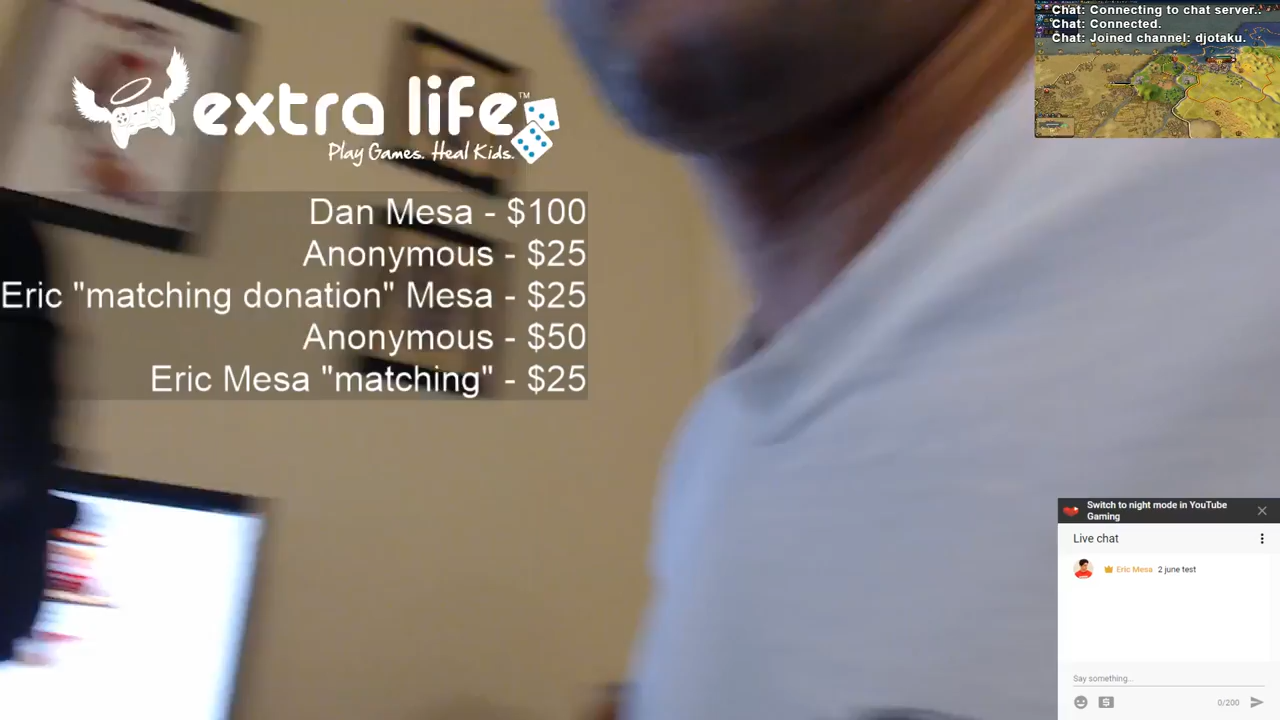 extra life™
Play Games. Heal Kids.
Dan Mesa - $100
Anonymous - $25
Eric "matching donation" Mesa - $25
Anonymous - $50
Eric Mesa "matching" - $25
Chat: Connecting to chat server..
Chat: Connected.
Chat: Joined channel: djotaku.
Switch to night mode in YouTube
Gaming
Live chat
Eric Mesa 2 june test
Say something...
0/200